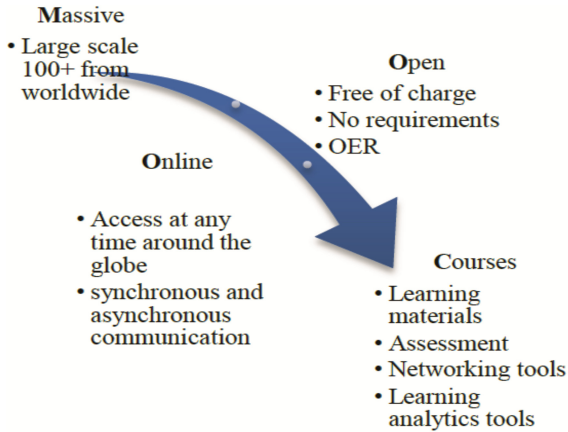 Massive
• Large scale
100+ from
worldwide
Open
• Free of charge
• No requirements
• OER
Online
• Access at any
time around the
globe
• synchronous and
asynchronous
communication
Courses
• Learning
materials
• Assessment
• Networking tools
• Learning
analytics tools